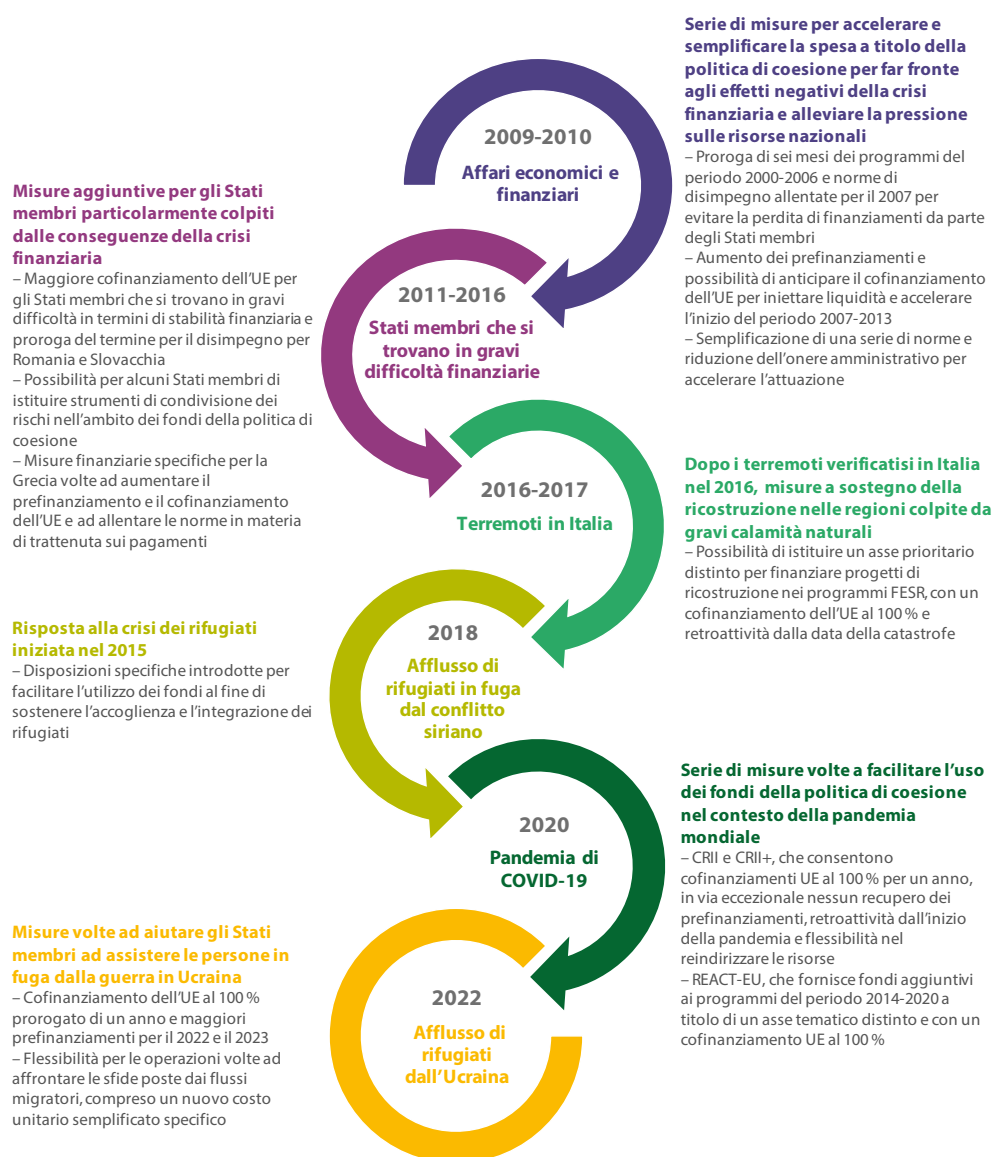 2009-2010
Affari economici e
finanziari
Serie di misure per accelerare e
semplificare la spesa a titolo della
politica di coesione per far fronte
agli effetti negativi della crisi
finanziaria e alleviare la pressione
sulle risorse nazionali
– Proroga di sei mesi dei programmi del
periodo 2000-2006 e norme di
disimpegno allentate per il 2007 per
evitare la perdita di finanziamenti da parte
degli Stati membri
– Aumento dei prefinanziamenti e
possibilità di anticipare il cofinanziamento
dell’UE per iniettare liquidità e accelerare
l’inizio del periodo 2007-2013
– Semplificazione di una serie di norme e
riduzione dell’onere amministrativo per
accelerare l’attuazione
2011-2016
Stati membri che si
trovano in gravi
difficoltà finanziarie
Misure aggiuntive per gli Stati
membri particolarmente colpiti
dalle conseguenze della crisi
finanziaria
– Maggiore cofinanziamento dell’UE per
gli Stati membri che si trovano in gravi
difficoltà in termini di stabilità finanziaria e
proroga del termine per il disimpegno per
Romania e Slovacchia
– Possibilità per alcuni Stati membri di
istituire strumenti di condivisione dei
rischi nell’ambito dei fondi della politica di
coesione
– Misure finanziarie specifiche per la
Grecia volte ad aumentare il
prefinanziamento e il cofinanziamento
dell’UE e ad allentare le norme in materia
di trattenuta sui pagamenti
2016-2017
Terremoti in Italia
Dopo i terremoti verificatisi in Italia
nel 2016, misure a sostegno della
ricostruzione nelle regioni colpite da
gravi calamità naturali
– Possibilità di istituire un asse prioritario
distinto per finanziare progetti di
ricostruzione nei programmi FESR, con un
cofinanziamento dell’UE al 100 % e
retroattività dalla data della catastrofe
2018
Afflusso di
rifugiati in fuga
dal conflitto
siriano
Risposta alla crisi dei rifugiati
iniziata nel 2015
– Disposizioni specifiche introdotte per
facilitare l’utilizzo dei fondi al fine di
sostenere l’accoglienza e l’integrazione dei
rifugiati
2020
Pandemia di
COVID-19
Serie di misure volte a facilitare l’uso
dei fondi della politica di coesione
nel contesto della pandemia
mondiale
– CRII e CRII+, che consentono
cofinanziamenti UE al 100 % per un anno,
in via eccezionale nessun recupero dei
prefinanziamenti, retroattività dall’inizio
della pandemia e flessibilità nel
reindirizzare le risorse
– REACT-EU, che fornisce fondi aggiuntivi
ai programmi del periodo 2014-2020 a
titolo di un asse tematico distinto e con un
cofinanziamento UE al 100 %
2022
Afflusso di
rifugiati
dall’Ucraina
Misure volte ad aiutare gli Stati
membri ad assistere le persone in
fuga dalla guerra in Ucraina
– Cofinanziamento dell’UE al 100 %
prorogato di un anno e maggiori
prefinanziamenti per il 2022 e il 2023
– Flessibilità per le operazioni volte ad
affrontare le sfide poste dai flussi
migratori, compreso un nuovo costo
unitario semplificato specifico